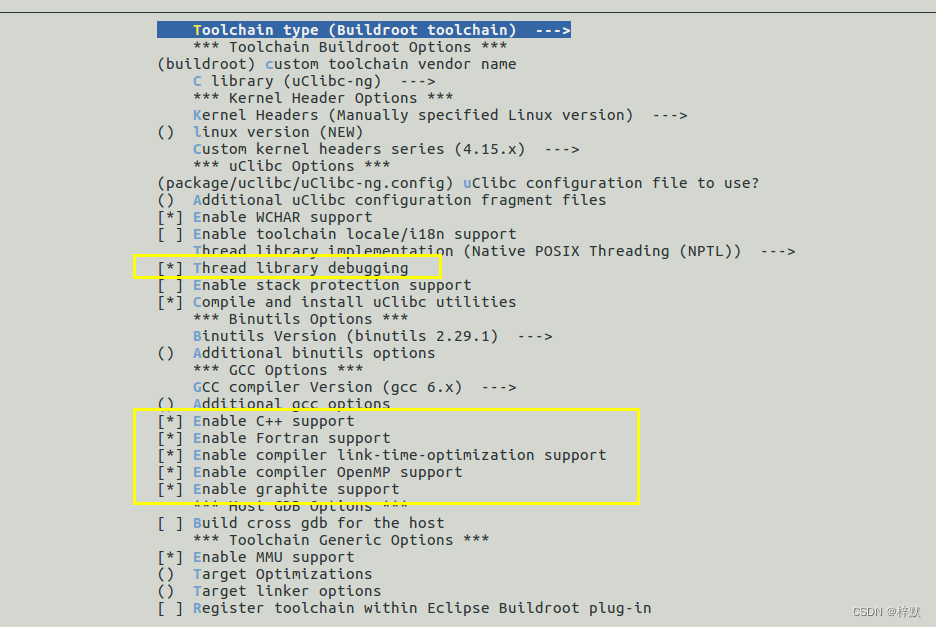 Toolchain type (Buildroot toolchain)  --->
*** Toolchain Buildroot Options ***
(buildroot) custom toolchain vendor name
C library (uClibc-ng)  --->
*** Kernel Header Options ***
Kernel Headers (Manually specified Linux version)  --->
()  linux version (NEW)
Custom kernel headers series (4.15.x)  --->
*** uClibc Options ***
(package/uclibc/uClibc-ng.config) uClibc configuration file to use?
()  Additional uClibc configuration fragment files
[*] Enable WCHAR support
[ ] Enable toolchain locale/i18n support
Thread library implementation (Native POSIX Threading (NPTL))  --->
[*] Thread library debugging
[ ] Enable stack protection support
[*] Compile and install uClibc utilities
*** Binutils Options ***
Binutils Version (binutils 2.29.1)  --->
()  Additional binutils options
*** GCC Options ***
GCC compiler Version (gcc 6.x)  --->
()  Additional gcc options
[*] Enable C++ support
[*] Enable Fortran support
[*] Enable compiler link-time-optimization support
[*] Enable compiler OpenMP support
[*] Enable graphite support
*** Host GDB Options ***
[ ] Build cross gdb for the host
*** Toolchain Generic Options ***
[*] Enable MMU support
()  Target Optimizations
()  Target linker options
[ ] Register toolchain within Eclipse Buildroot plug-in
CSDN @梓默